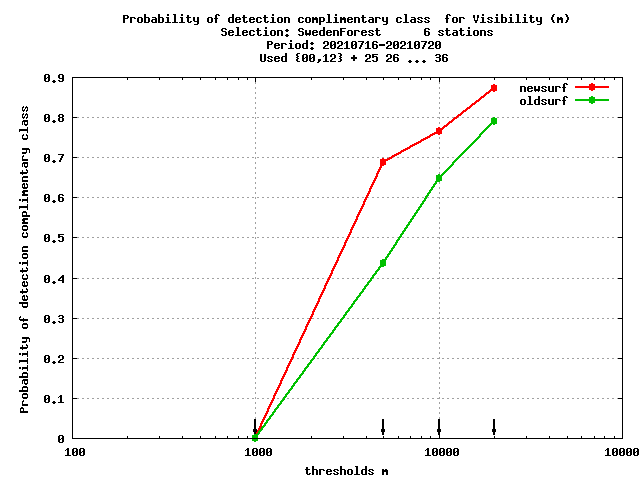 Probability of detection complimentary class  for Visibility (m)
Selection: SwedenForest      6 stations
Period: 20210716-20210720
Used {00,12} + 25 26 ... 36
0.9
0.8
0.7
0.6
0.5
0.4
0.3
0.2
0.1
0
Probability of detection complimentary class
newsurf
oldsurf
100
1000
10000
10000
thresholds m